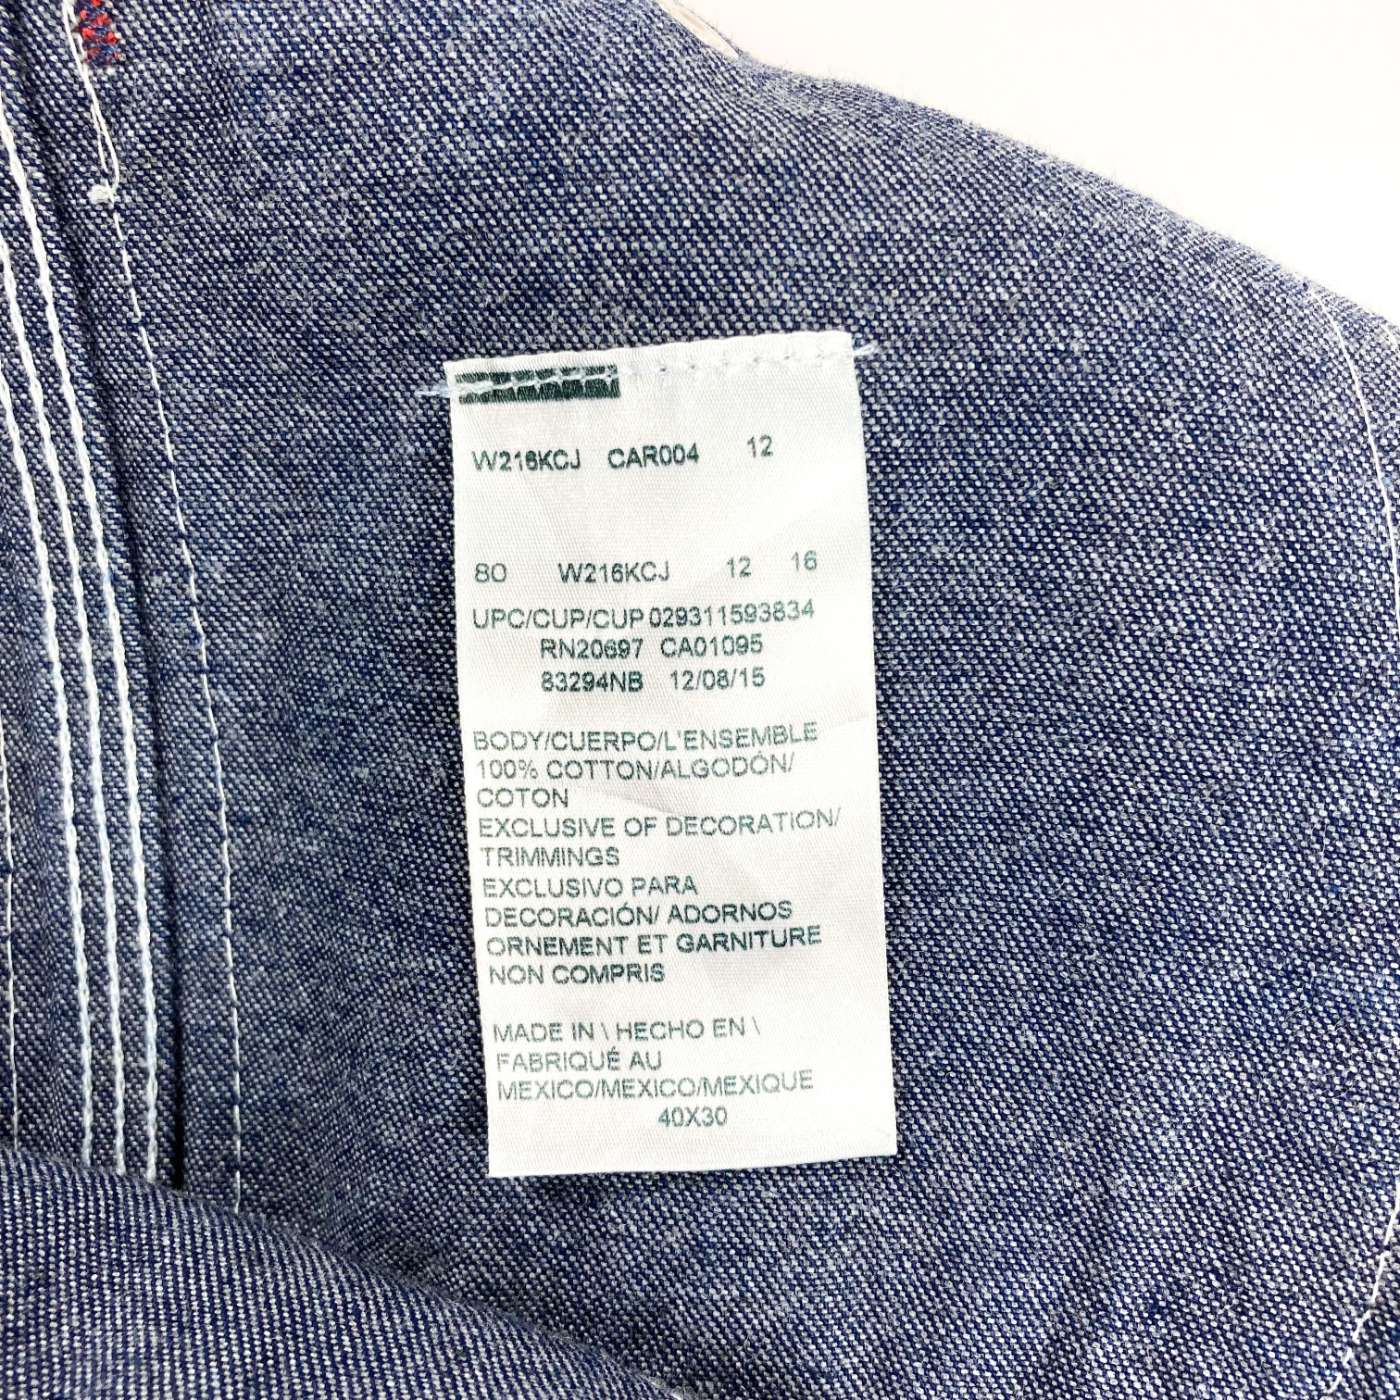 W216KCJ CAR004 12
80 W216KCJ 12 16
UPC/CUP/CUP 029311593834
RN20697 CA01095
83294NB 12/08/15
BODY/CUERPO/L'ENSEMBLE
100% COTTON/ALGODÓN/
COTON
EXCLUSIVE OF DECORATION/
TRIMMINGS
EXCLUSIVO PARA
DECORACIÓN/ ADORNOS
ORNEMENT ET GARNITURE
NON COMPRIS
MADE IN \ HECHO EN \
FABRIQUÉ AU
MEXICO/MEXICO/MEXIQUE
40X30